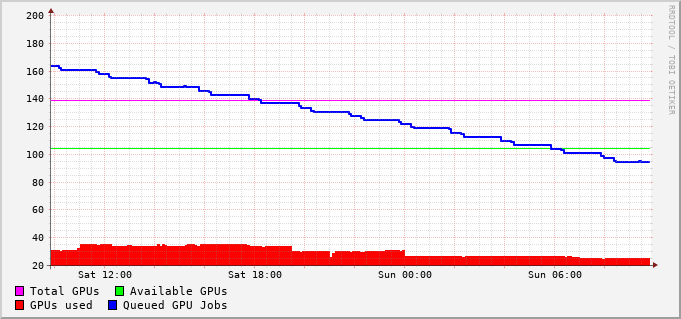 200
180
160
140
120
100
80
60
40
20
Sat 12:00 Sat 18:00 Sun 00:00 Sun 06:00
Total GPUs Available GPUs
GPUs used Queued GPU Jobs
RRDTOOL / TOBI OETIKER